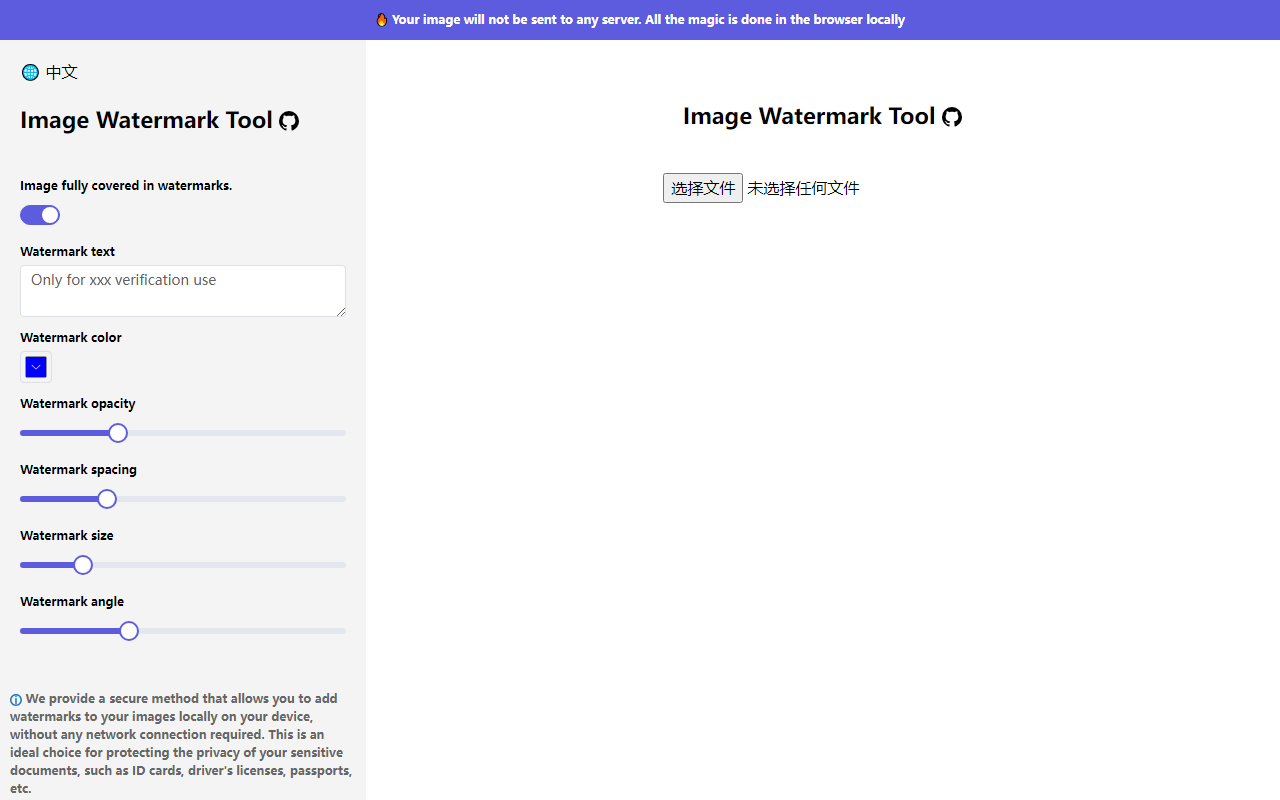 🔥 Your image will not be sent to any server. All the magic is done in the browser locally
🌐 中文
Image Watermark Tool
Image fully covered in watermarks.
Watermark text
Only for xxx verification use
Watermark color
Watermark opacity
Watermark spacing
Watermark size
Watermark angle
We provide a secure method that allows you to add
watermarks to your images locally on your device,
without any network connection required. This is an
ideal choice for protecting the privacy of your sensitive
documents, such as ID cards, driver's licenses, passports,
etc.
Image Watermark Tool
选择文件 未选择任何文件